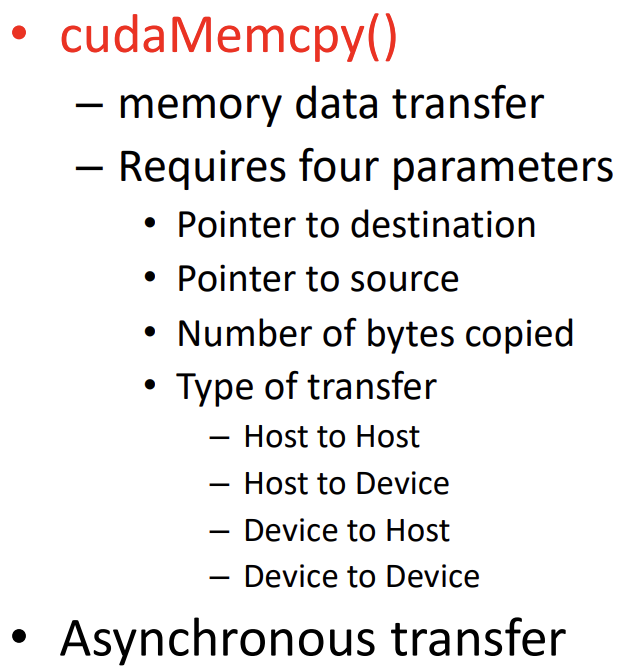 • cudaMemcpy()
– memory data transfer
– Requires four parameters
• Pointer to destination
• Pointer to source
• Number of bytes copied
• Type of transfer
– Host to Host
– Host to Device
– Device to Host
– Device to Device
• Asynchronous transfer